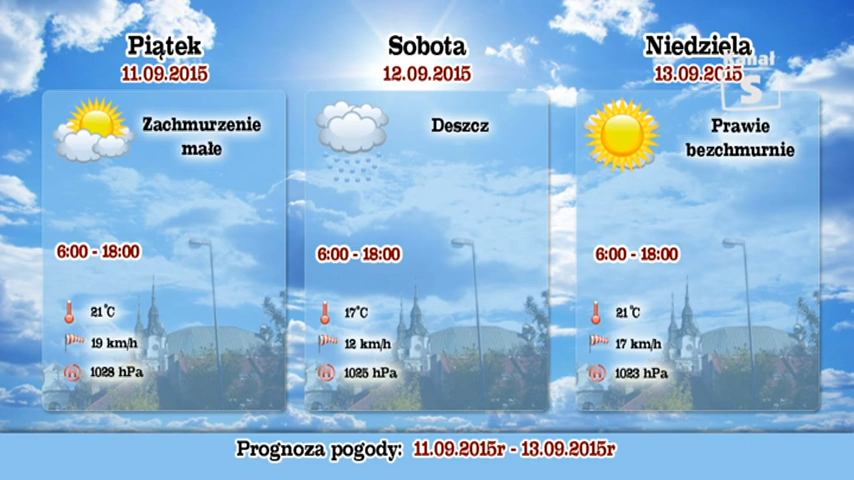 Piątek
11.09.2015
Zachmurzenie
małe
6:00 - 18:00
21°C
19 km/h
1028 hPa
Sobota
12.09.2015
Deszcz
6:00 - 18:00
17°C
12 km/h
1025 hPa
Niedziela
13.09.2015
Kanał
S
Prawie
bezchmurnie
6:00 - 18:00
21°C
17 km/h
1023 hPa
Prognoza pogody: 11.09.2015r - 13.09.2015r